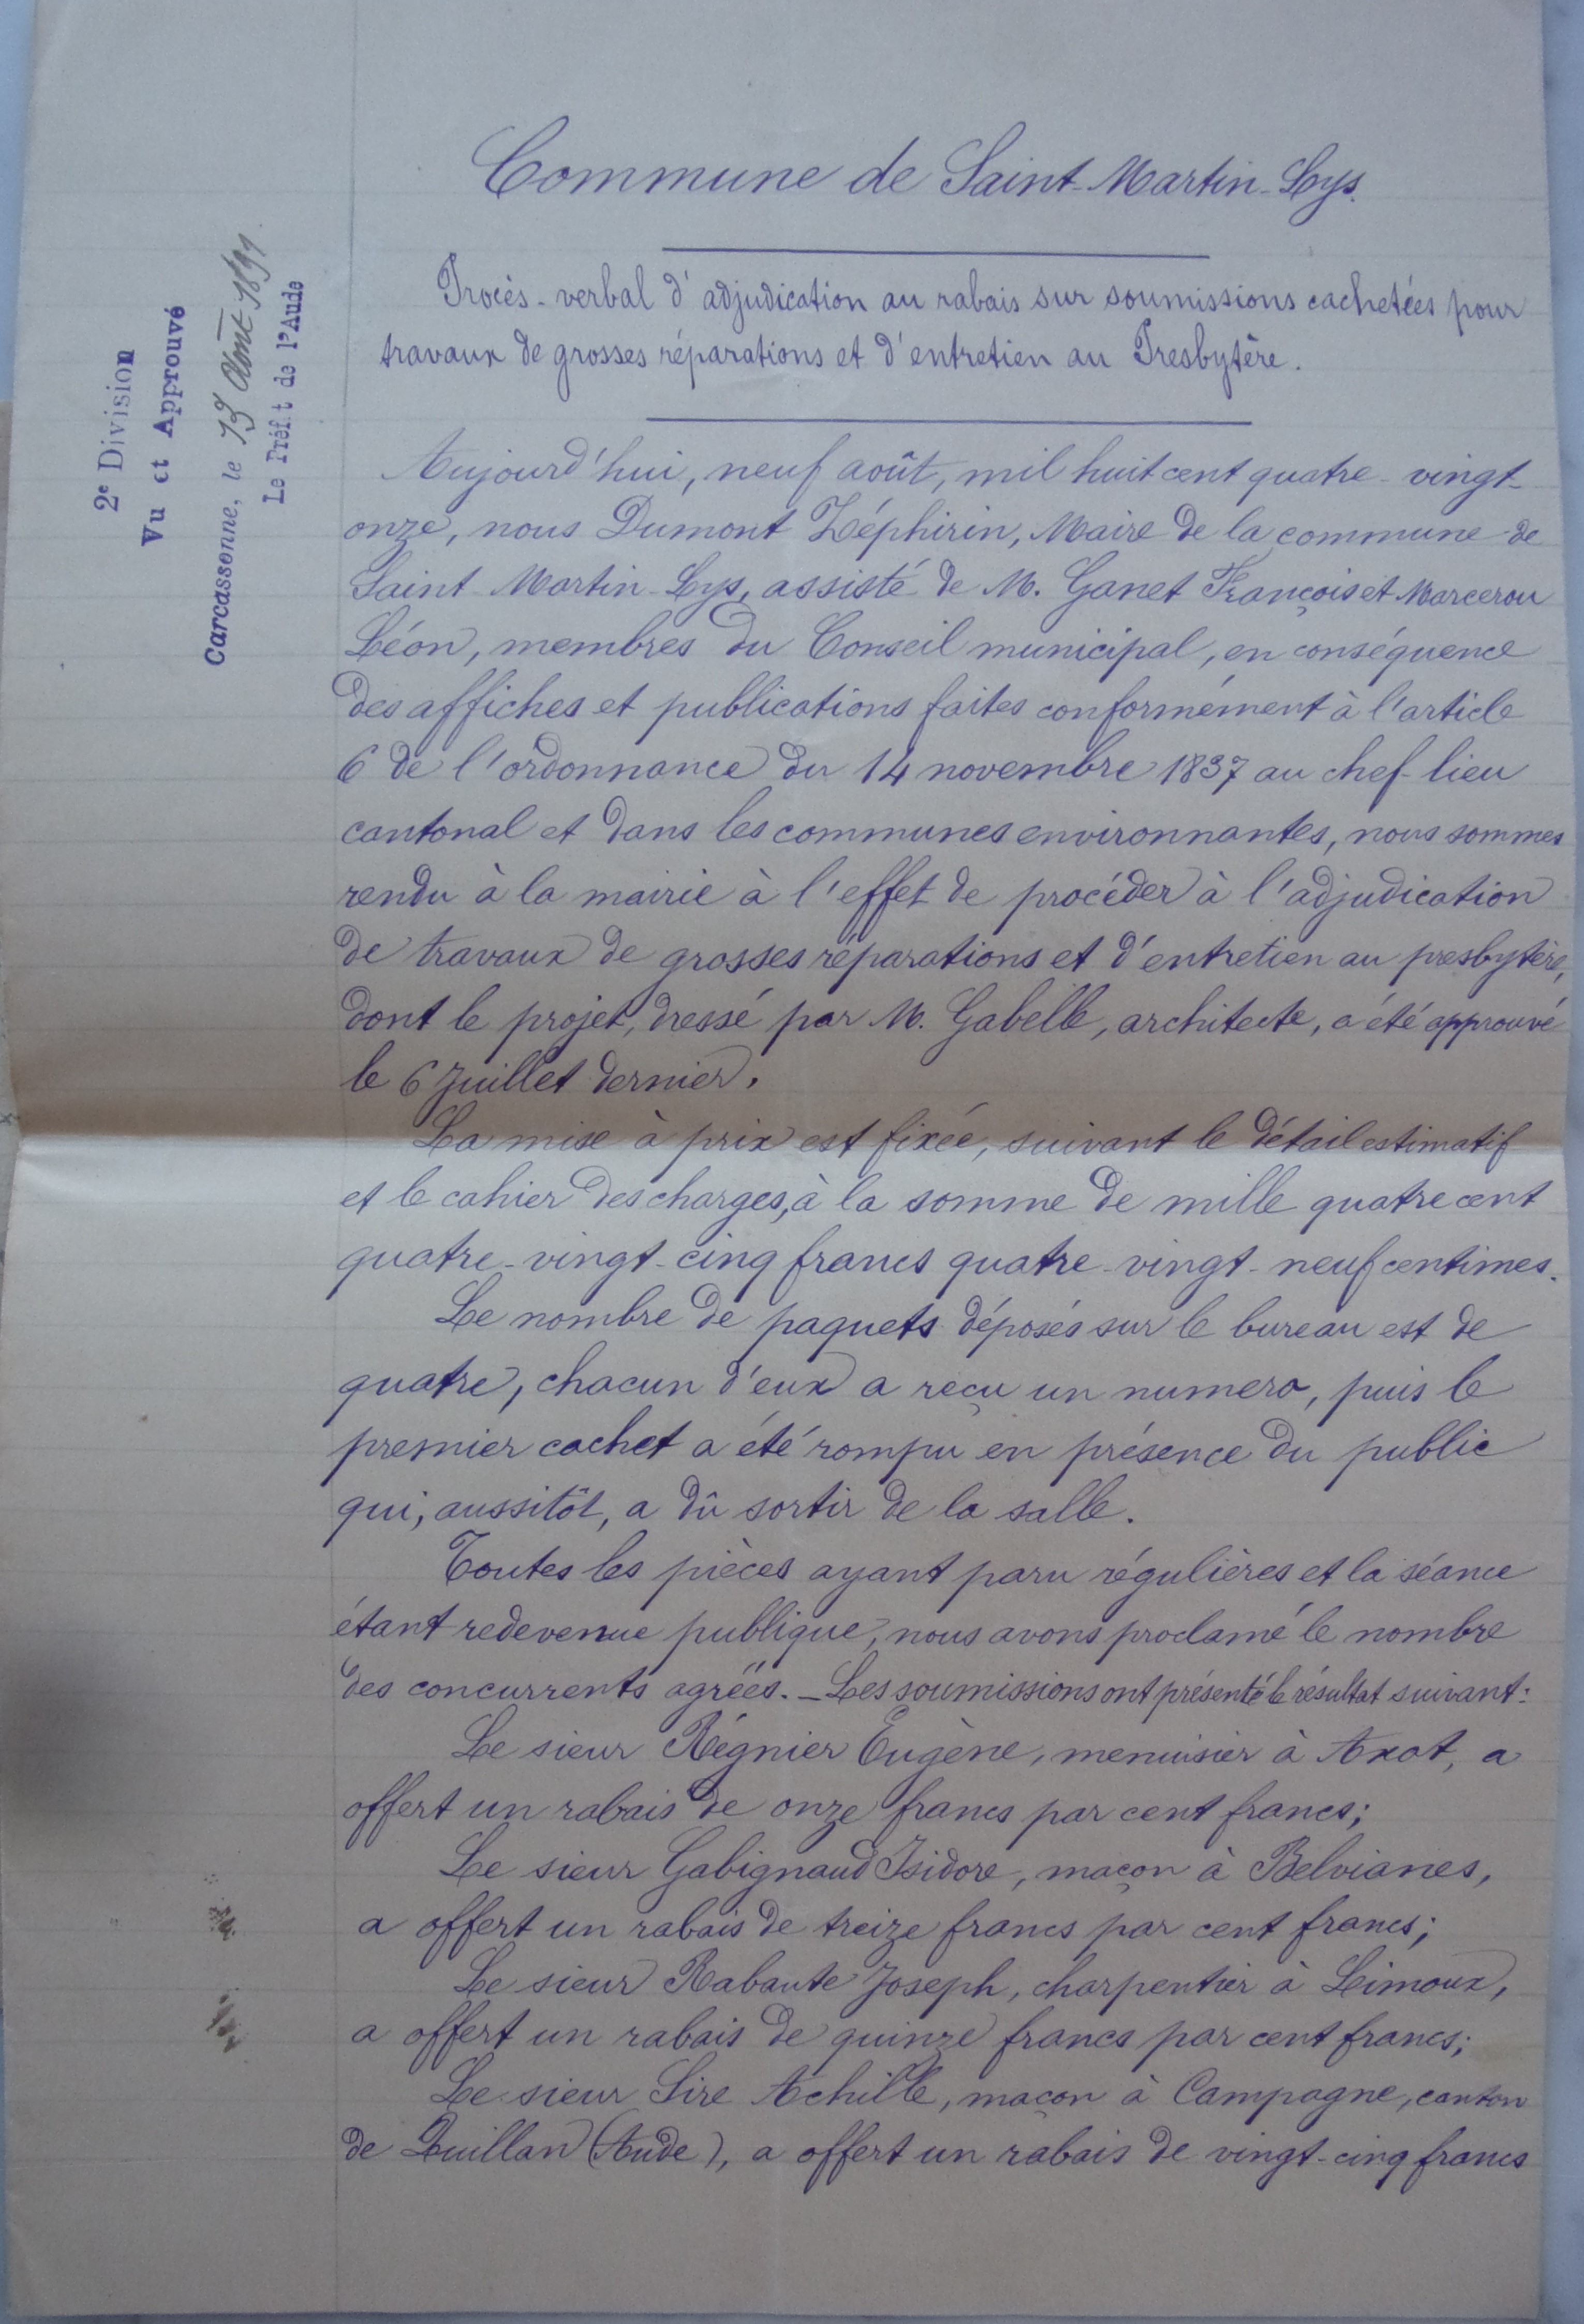 Commune de Saint-Martin-Lys.
Procès-verbal d'adjudication au rabais sur soumissions cachetées pour
travaux de grosses réparations et d'entretien au Presbytère.
2e Division
Vu et Approuvé
Carcassonne, le 13 Août 1891
Le Préfet de l'Aude
Aujourd'hui, neuf août, mil huit cent quatre-vingt-
onze, nous Dumont Zéphirin, Maire de la commune de
Saint-Martin-Lys, assisté de M. Ganet François et Marcerou
Léon, membres du Conseil municipal, en conséquence
des affiches et publications faites conformément à l'article
6 de l'ordonnance du 14 novembre 1837 au chef-lieu
cantonal et dans les communes environnantes, nous sommes
rendu à la mairie à l'effet de procéder à l'adjudication
de travaux de grosses réparations et d'entretien au presbytère,
dont le projet, dressé par M. Gabelle, architecte, a été approuvé
le 6 Juillet dernier.
La mise à prix est fixée, suivant le détail estimatif
et le cahier des charges, à la somme de mille quatre cent
quatre-vingt-cinq francs quatre-vingt-neuf centimes.
Le nombre de paquets déposés sur le bureau est de
quatre, chacun d'eux a reçu un numero, puis le
premier cachet a été rompu en présence du public
qui, aussitôt, a dû sortir de la salle.
Toutes les pièces ayant paru régulières et la séance
étant redevenue publique, nous avons proclamé le nombre
des concurrents agréés. _ Les soumissions ont présenté le résultat suivant:
Le sieur Régnier Eugène, menuisier à Axat, a
offert un rabais de onze francs par cent francs;
Le sieur Gabignaud Isidore, maçon à Belvianes,
a offert un rabais de treize francs par cent francs;
Le sieur Rabaute Joseph, charpentier à Limoux,
a offert un rabais de quinze francs par cent francs;
Le sieur Sire Achille, maçon à Campagne, canton
de Quillan (Aude), a offert un rabais de vingt-cinq francs